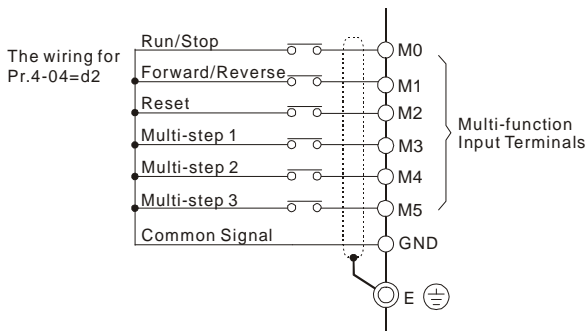 The wiring for
Pr.4-04=d2
Run/Stop
Forward/Reverse
Reset
Multi-step 1
Multi-step 2
Multi-step 3
Common Signal
M0
M1
M2
M3
M4
M5
GND
E
Multi-function
Input Terminals